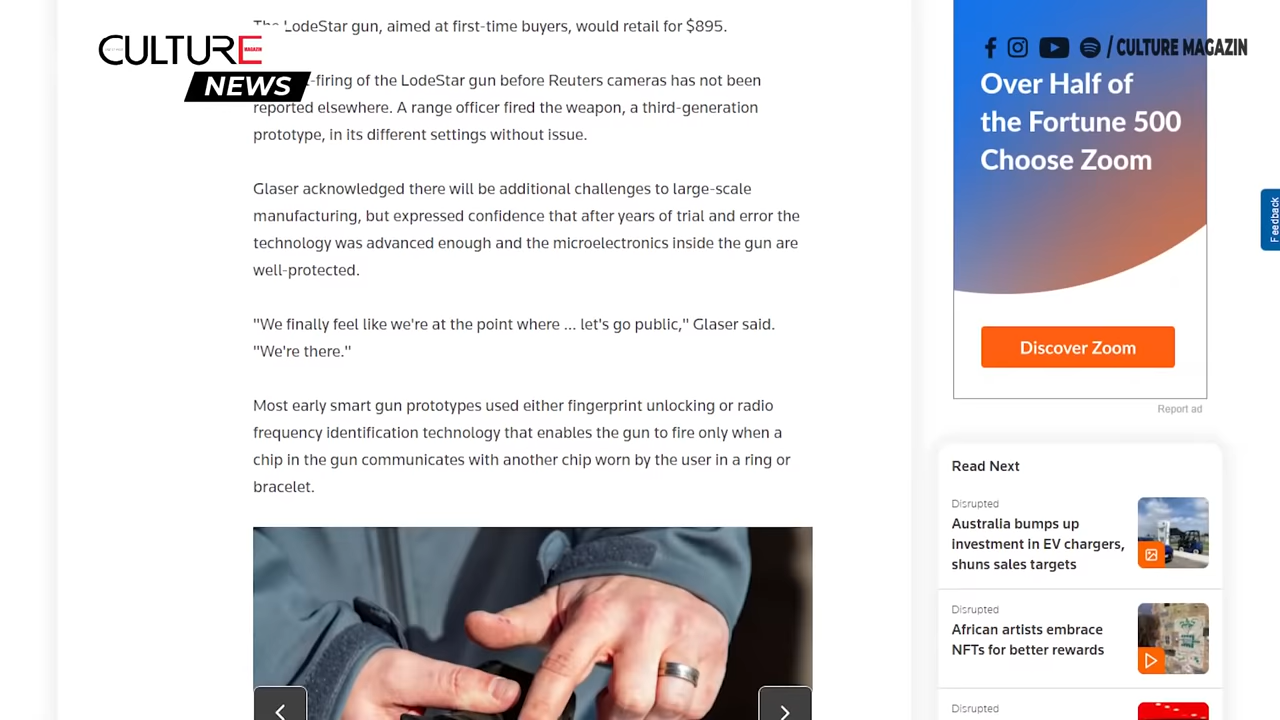 The LodeStar gun, aimed at first-time buyers, would retail for $895.
CULTURE
MAGAZIN
NEWS
-firing of the LodeStar gun before Reuters cameras has not been
reported elsewhere. A range officer fired the weapon, a third-generation
prototype, in its different settings without issue.
Glaser acknowledged there will be additional challenges to large-scale
manufacturing, but expressed confidence that after years of trial and error the
technology was advanced enough and the microelectronics inside the gun are
well-protected.
"We finally feel like we're at the point where ... let's go public," Glaser said.
"We're there."
Most early smart gun prototypes used either fingerprint unlocking or radio
frequency identification technology that enables the gun to fire only when a
chip in the gun communicates with another chip worn by the user in a ring or
bracelet.
/ CULTURE MAGAZIN
Over Half of
the Fortune 500
Choose Zoom
Discover Zoom
Report ad
Feedback
Read Next
Disrupted
Australia bumps up
investment in EV chargers,
shuns sales targets
Disrupted
African artists embrace
NFTs for better rewards
Disrupted